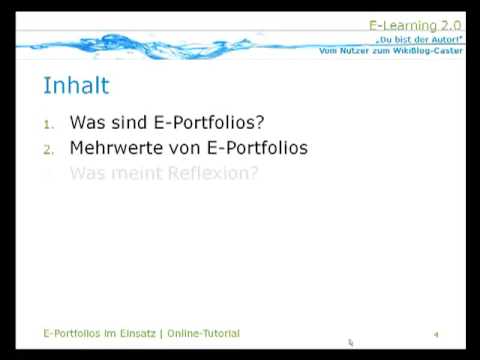 E-Learning 2.0
„Du bist der Autor!"
Vom Nutzer zum WikiBlog-Caster
Inhalt
1. Was sind E-Portfolios?
2. Mehrwerte von E-Portfolios
3. Was meint Reflexion?
E-Portfolios im Einsatz | Online-Tutorial
4